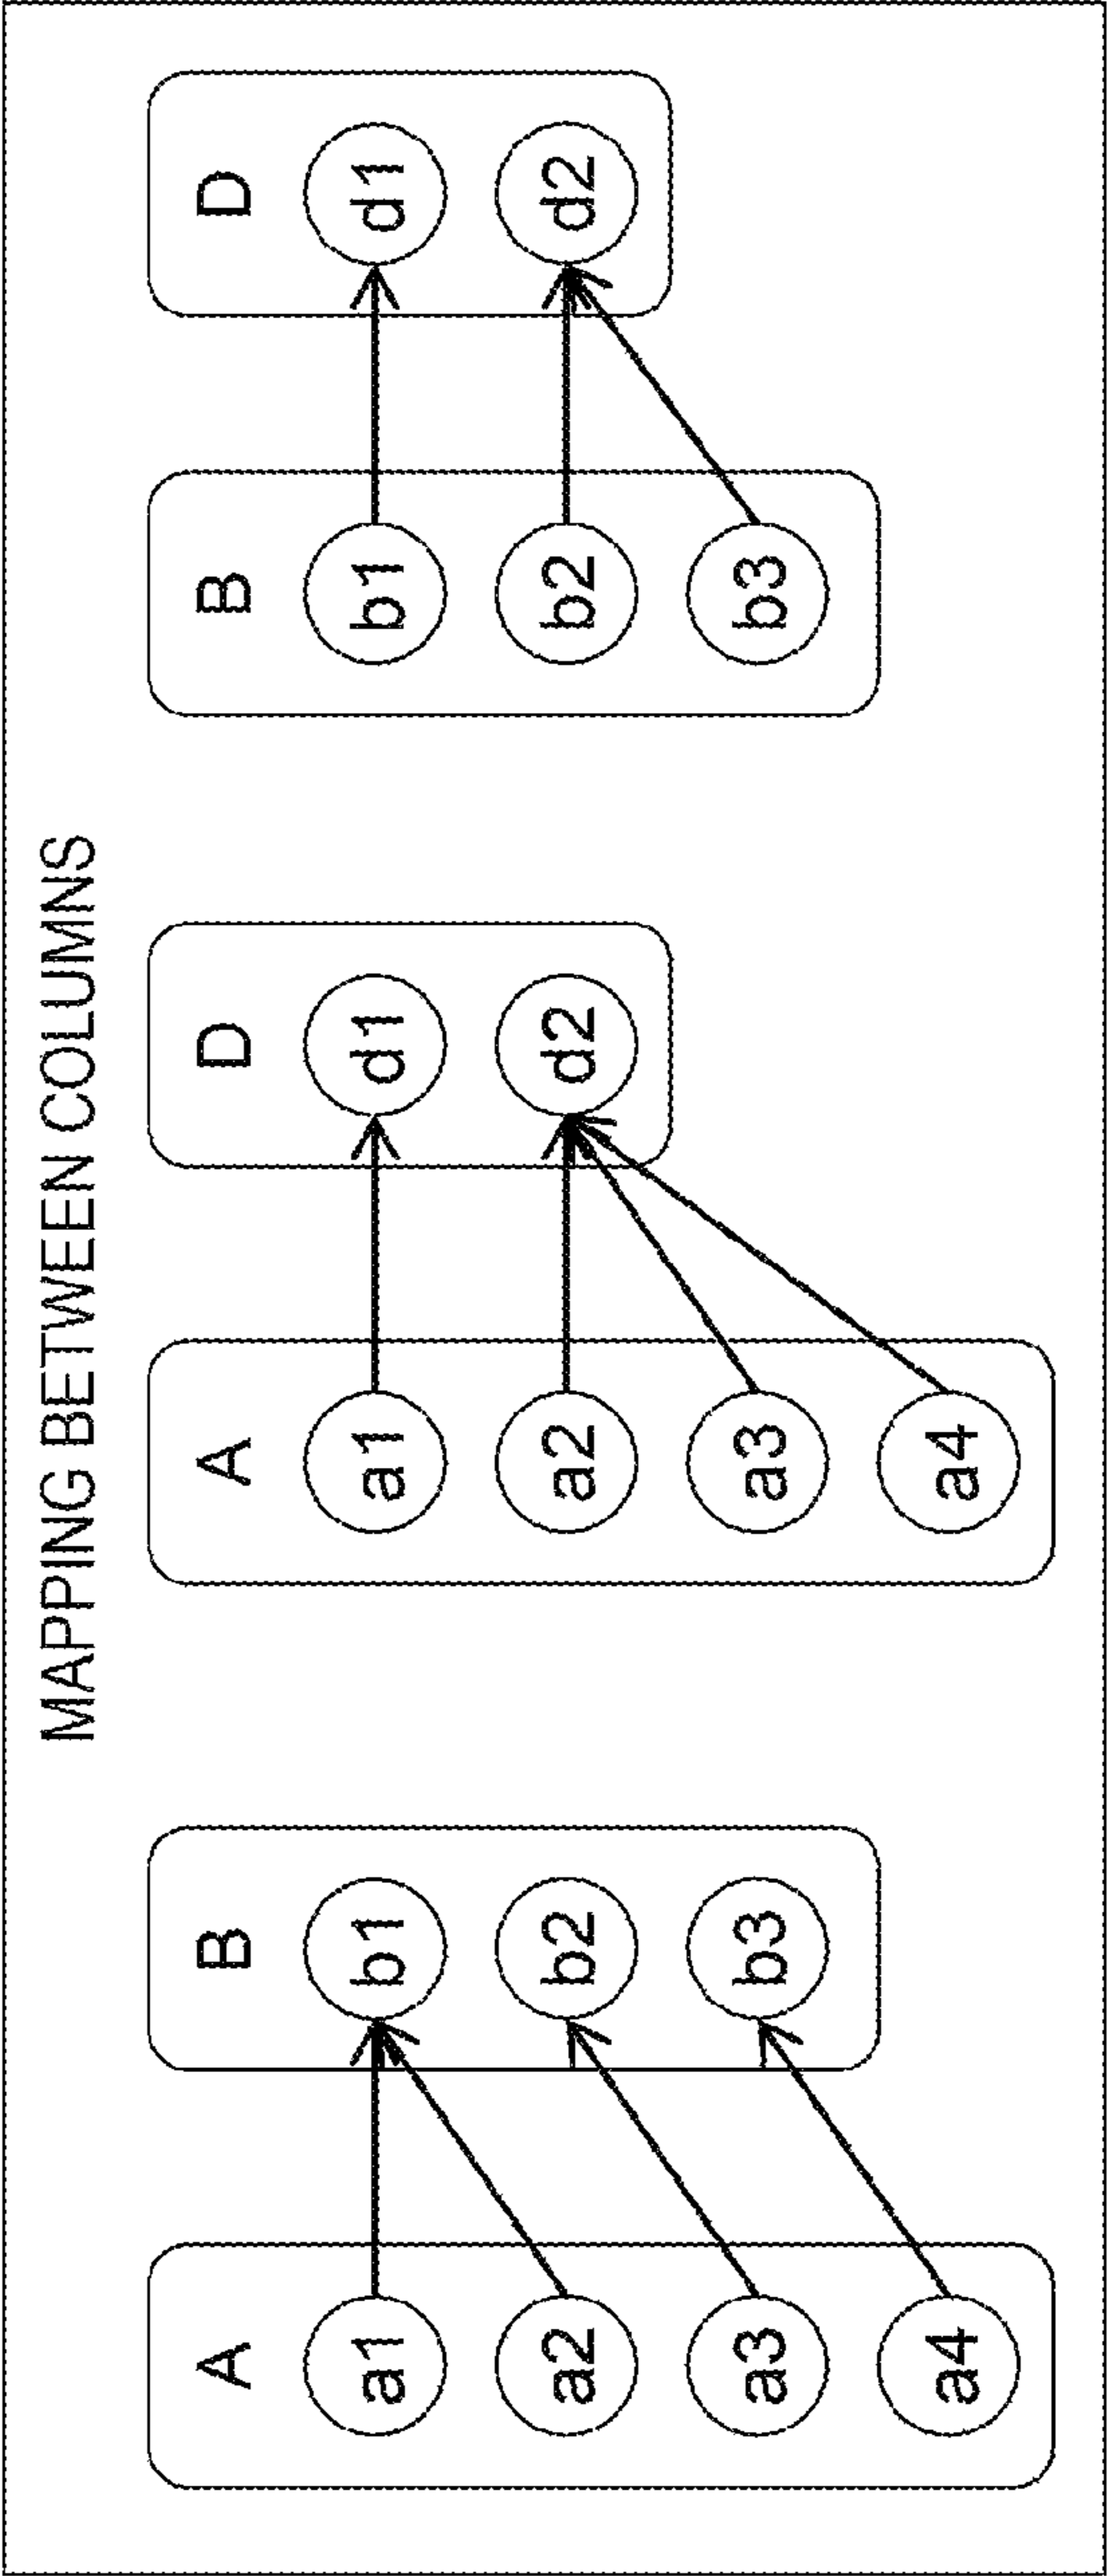 MAPPING BETWEEN COLUMNS
A B A D B D
a1 b1 a1 d1 b1 d1
a2 b2 a2 d2 b2 d2
a3 b3 a3 b3
a4 a4